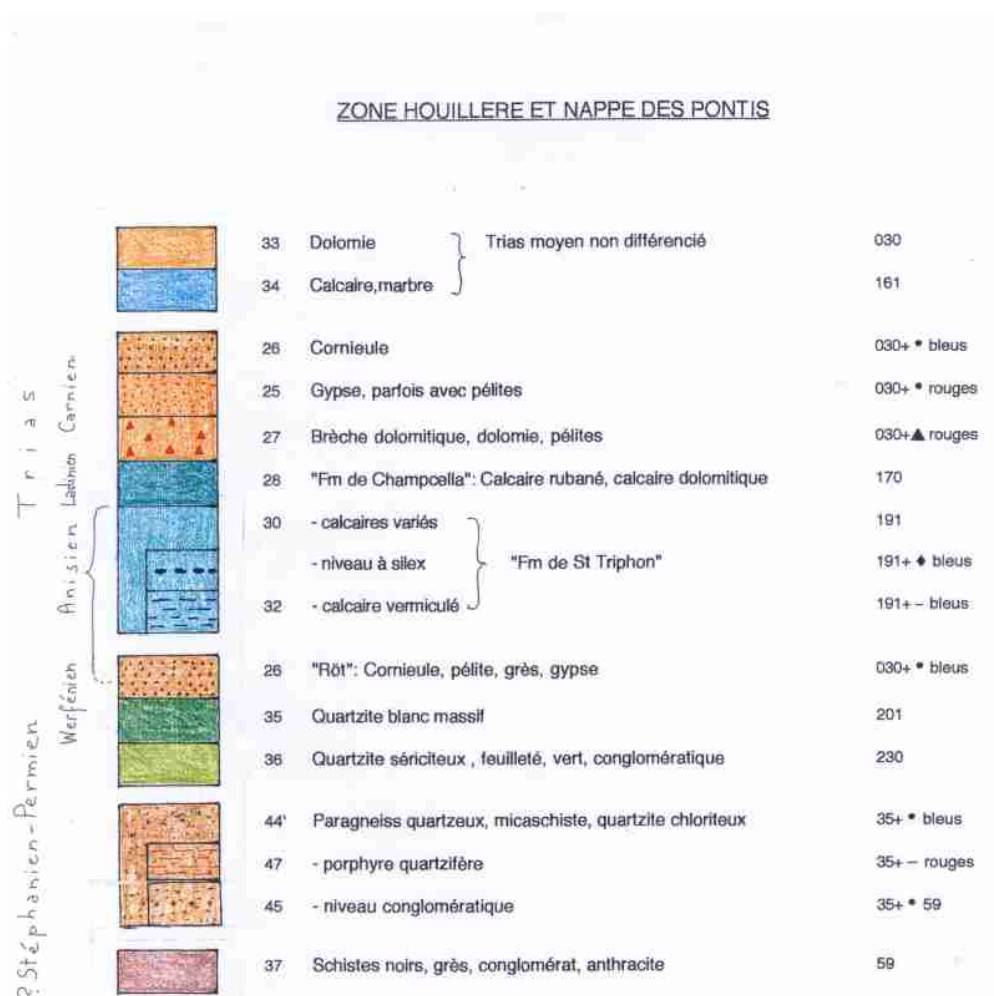 ZONE HOUILLERE ET NAPPE DES PONTIS
33 Dolomie Trias moyen non différencié 030
34 Calcaire,marbre 161
26 Cornieule 030+ • bleus
25 Gypse, parfois avec pélites 030+ • rouges
27 Brèche dolomitique, dolomie, pélites 030+▲ rouges
28 "Fm de Champcella": Calcaire rubané, calcaire dolomitique 170
30 - calcaires variés 191
- niveau à silex "Fm de St Triphon" 191+ ♦ bleus
32 - calcaire vermiculé 191+ – bleus
26 "Röt": Cornieule, pélite, grès, gypse 030+ • bleus
35 Quartzite blanc massif 201
36 Quartzite sériciteux , feuilleté, vert, conglomératique 230
44' Paragneiss quartzeux, micaschiste, quartzite chloriteux 35+ • bleus
47 - porphyre quartzifère 35+ – rouges
45 - niveau conglomératique 35+ • 59
37 Schistes noirs, grès, conglomérat, anthracite 59
Trias
Carnien
Ladinien
Anisien
Werfénien
?Stéphanien-Permien